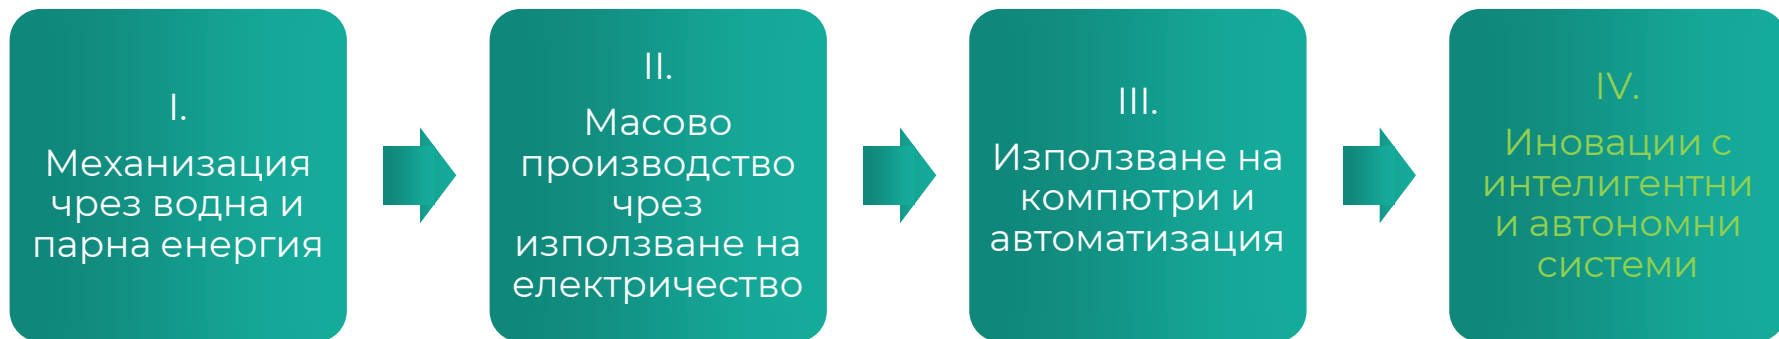 I.
Механизация
чрез водна и
парна енергия
II.
Масово
производство
чрез
използване на
електричество
III.
Използване на
компютри и
автоматизация
IV.
Иновации с
интелигентни
и автономни
системи